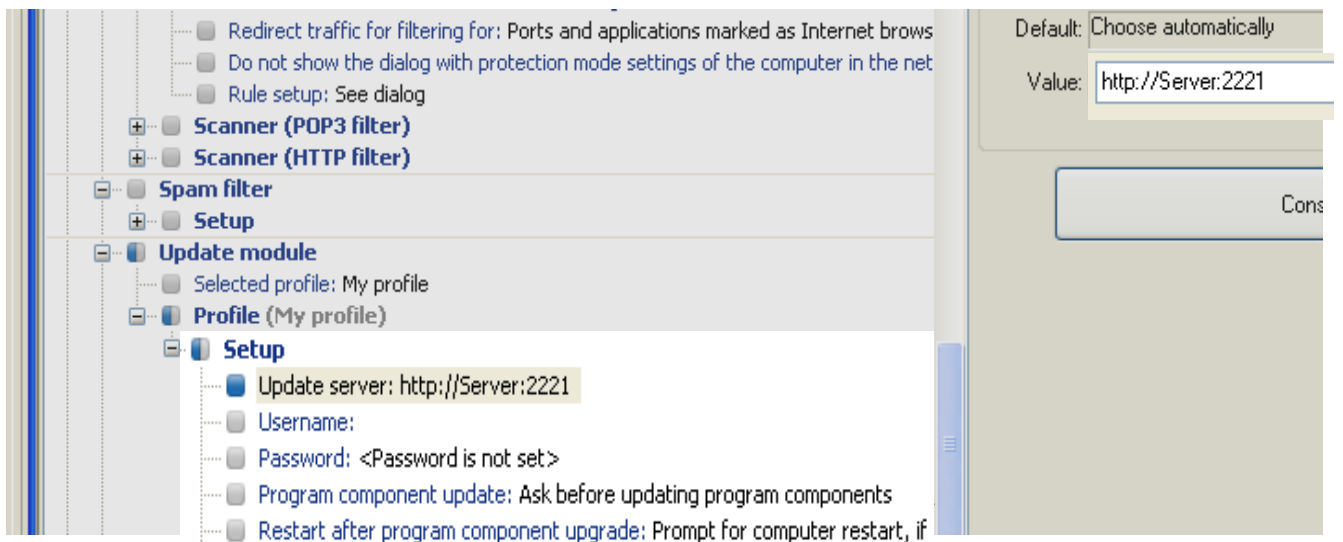 Redirect traffic for filtering for: Ports and applications marked as Internet brows
Do not show the dialog with protection mode settings of the computer in the net
Rule setup: See dialog
Scanner (POP3 filter)
Scanner (HTTP filter)
Spam filter
Setup
Update module
Selected profile: My profile
Profile (My profile)
Setup
Update server: http://Server:2221
Username:
Password: <Password is not set>
Program component update: Ask before updating program components
Restart after program component upgrade: Prompt for computer restart, if
Default: Choose automatically
Value: http://Server:2221
Cons